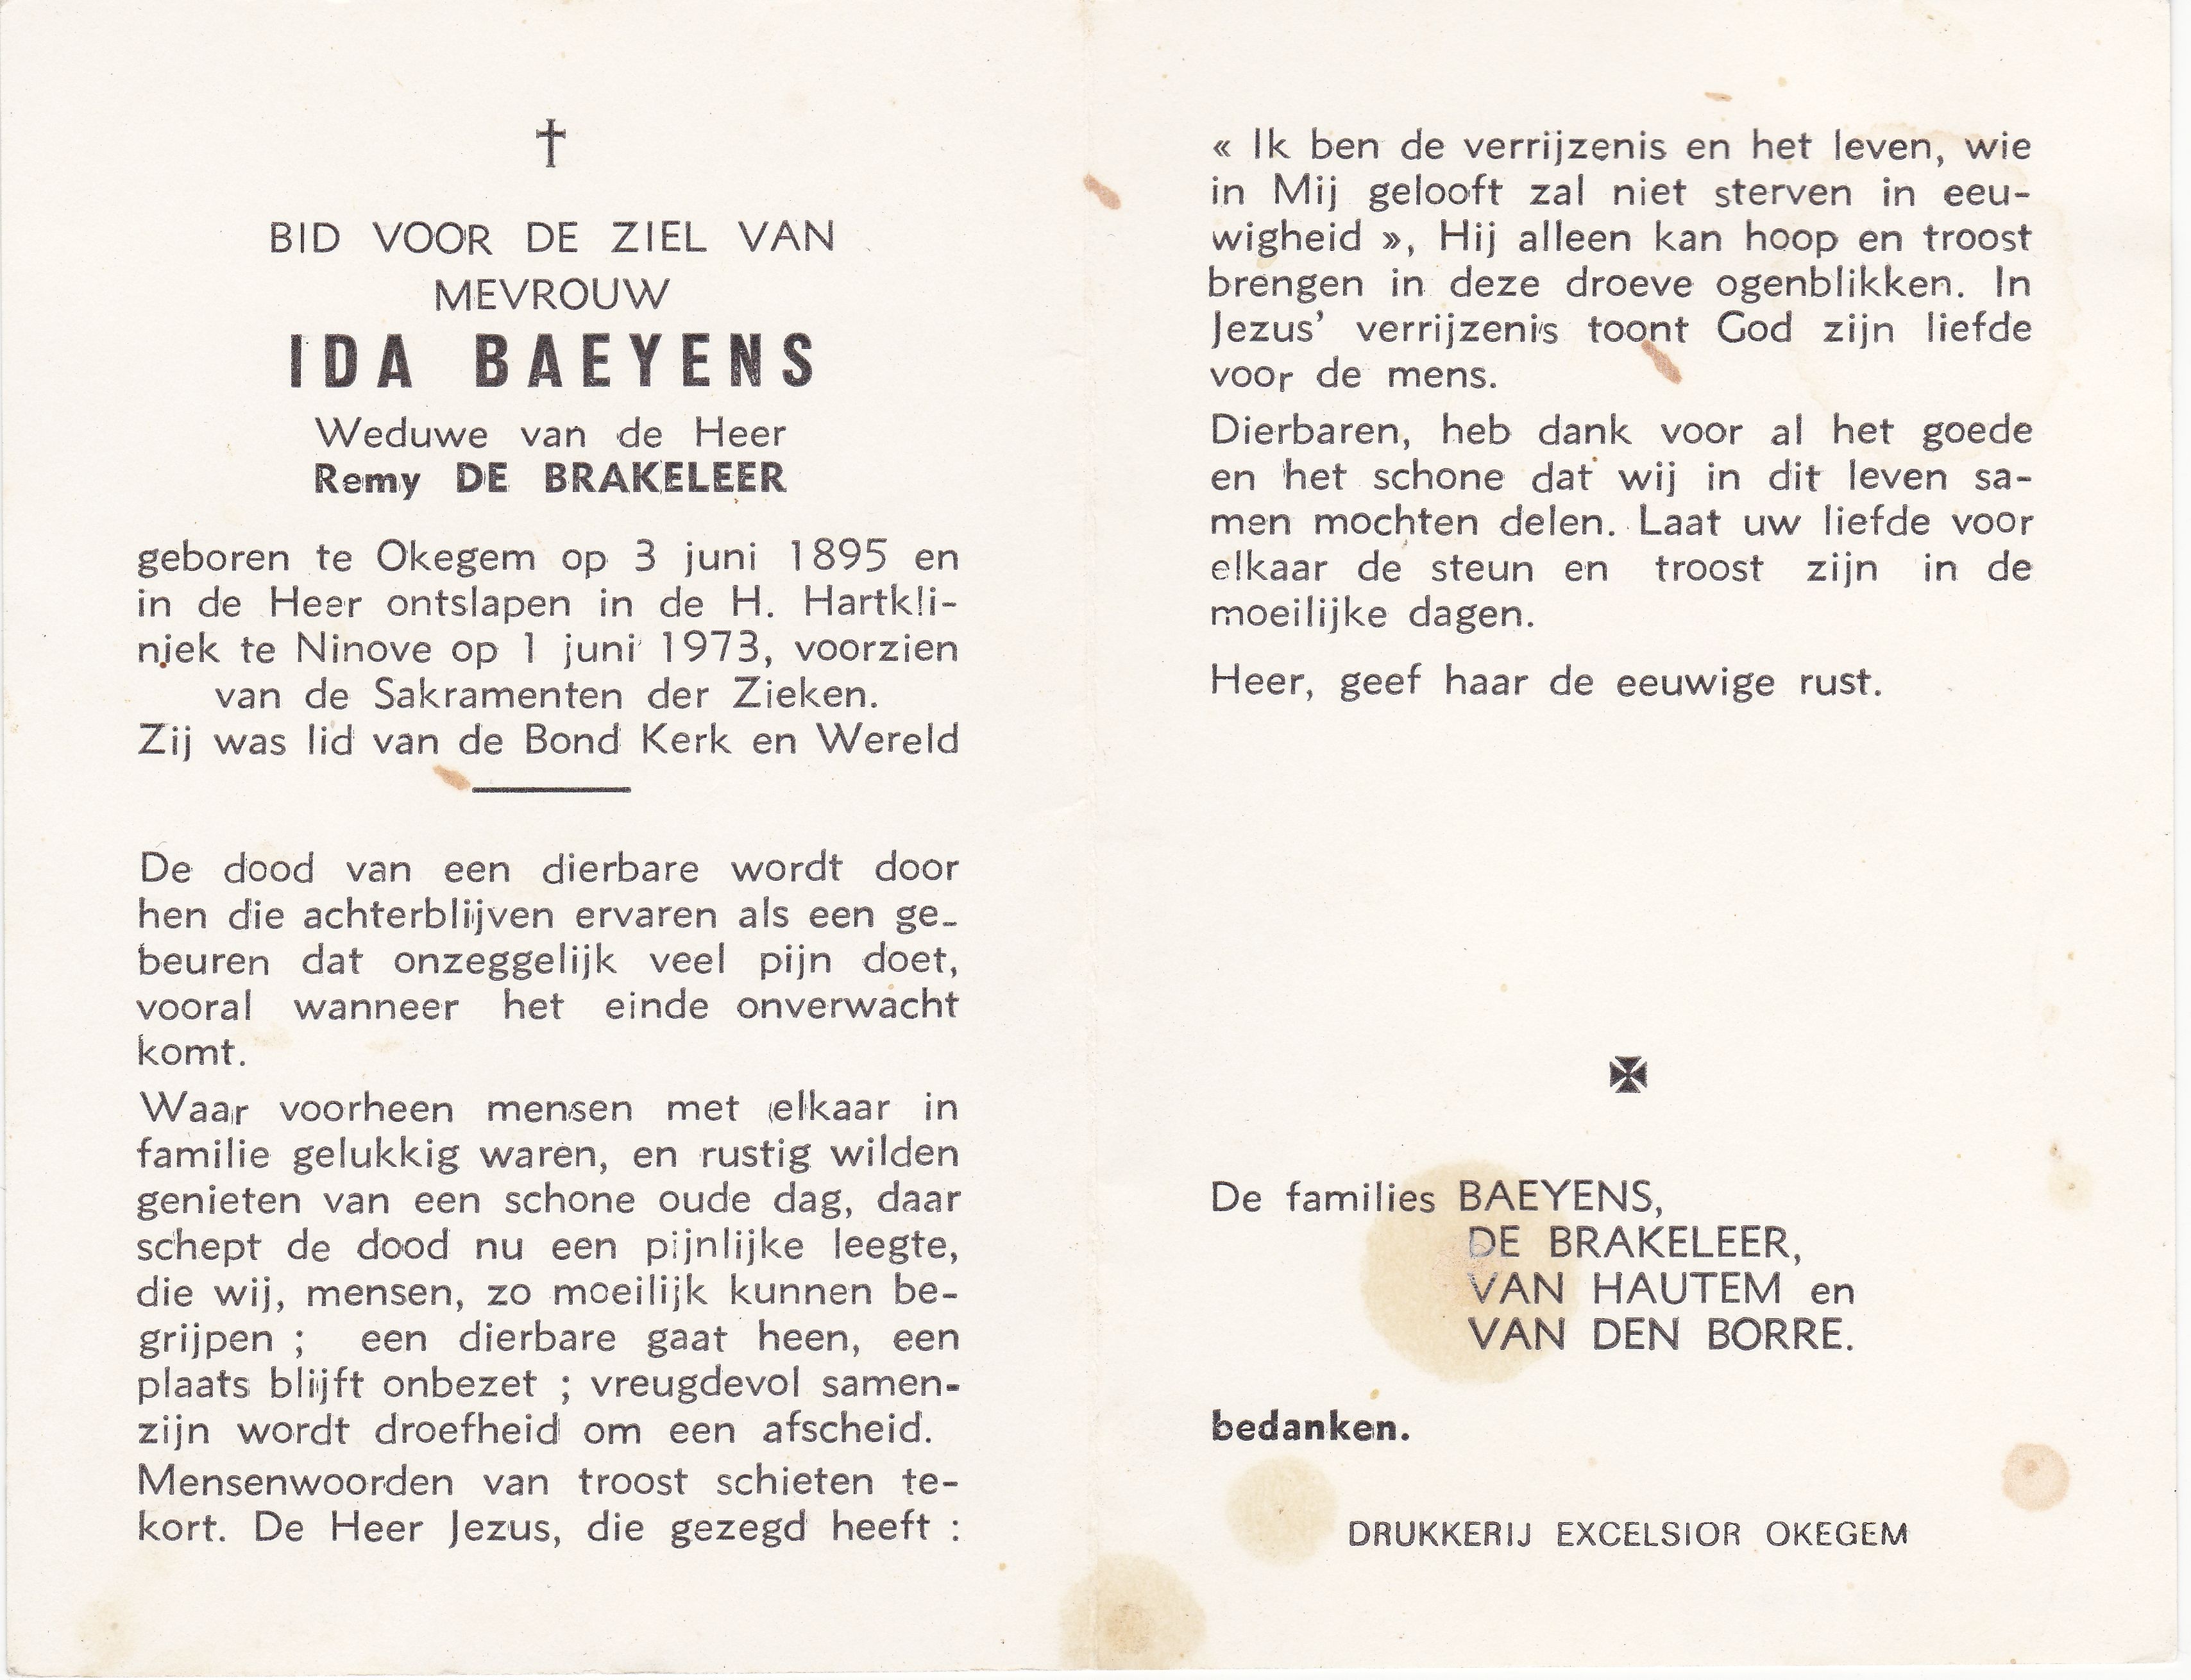 BID VOOR DE ZIEL VAN
MEVROUW
IDA BAEYENS
Weduwe van de Heer
Remy DE BRAKELEER
geboren te Okegem op 3 juni 1895 en
in de Heer ontslapen in de H. Hartkli-
niek te Ninove op 1 juni 1973, voorzien
van de Sakramenten der Zieken.
Zij was lid van de Bond Kerk en Wereld
De dood van een dierbare wordt door
hen die achterblijven ervaren als een ge-
beuren dat onzeggelijk veel pijn doet,
vooral wanneer het einde onverwacht
komt.
Waar voorheen mensen met elkaar in
familie gelukkig waren, en rustig wilden
genieten van een schone oude dag, daar
schept de dood nu een pijnlijke leegte,
die wij, mensen, zo moeilijk kunnen be-
grijpen ; een dierbare gaat heen, een
plaats blijft onbezet ; vreugdevol samen-
zijn wordt droefheid om een afscheid.
Mensenwoorden van troost schieten te-
kort. De Heer Jezus, die gezegd heeft :
« Ik ben de verrijzenis en het leven, wie
in Mij gelooft zal niet sterven in eeu-
wigheid », Hij alleen kan hoop en troost
brengen in deze droeve ogenblikken. In
Jezus' verrijzenis toont God zijn liefde
voor de mens.
Dierbaren, heb dank voor al het goede
en het schone dat wij in dit leven sa-
men mochten delen. Laat uw liefde voor
elkaar de steun en troost zijn in de
moeilijke dagen.
Heer, geef haar de eeuwige rust.
De families BAEYENS,
DE BRAKELEER,
VAN HAUTEM en
VAN DEN BORRE.
bedanken.
DRUKKERIJ EXCELSIOR OKEGEM